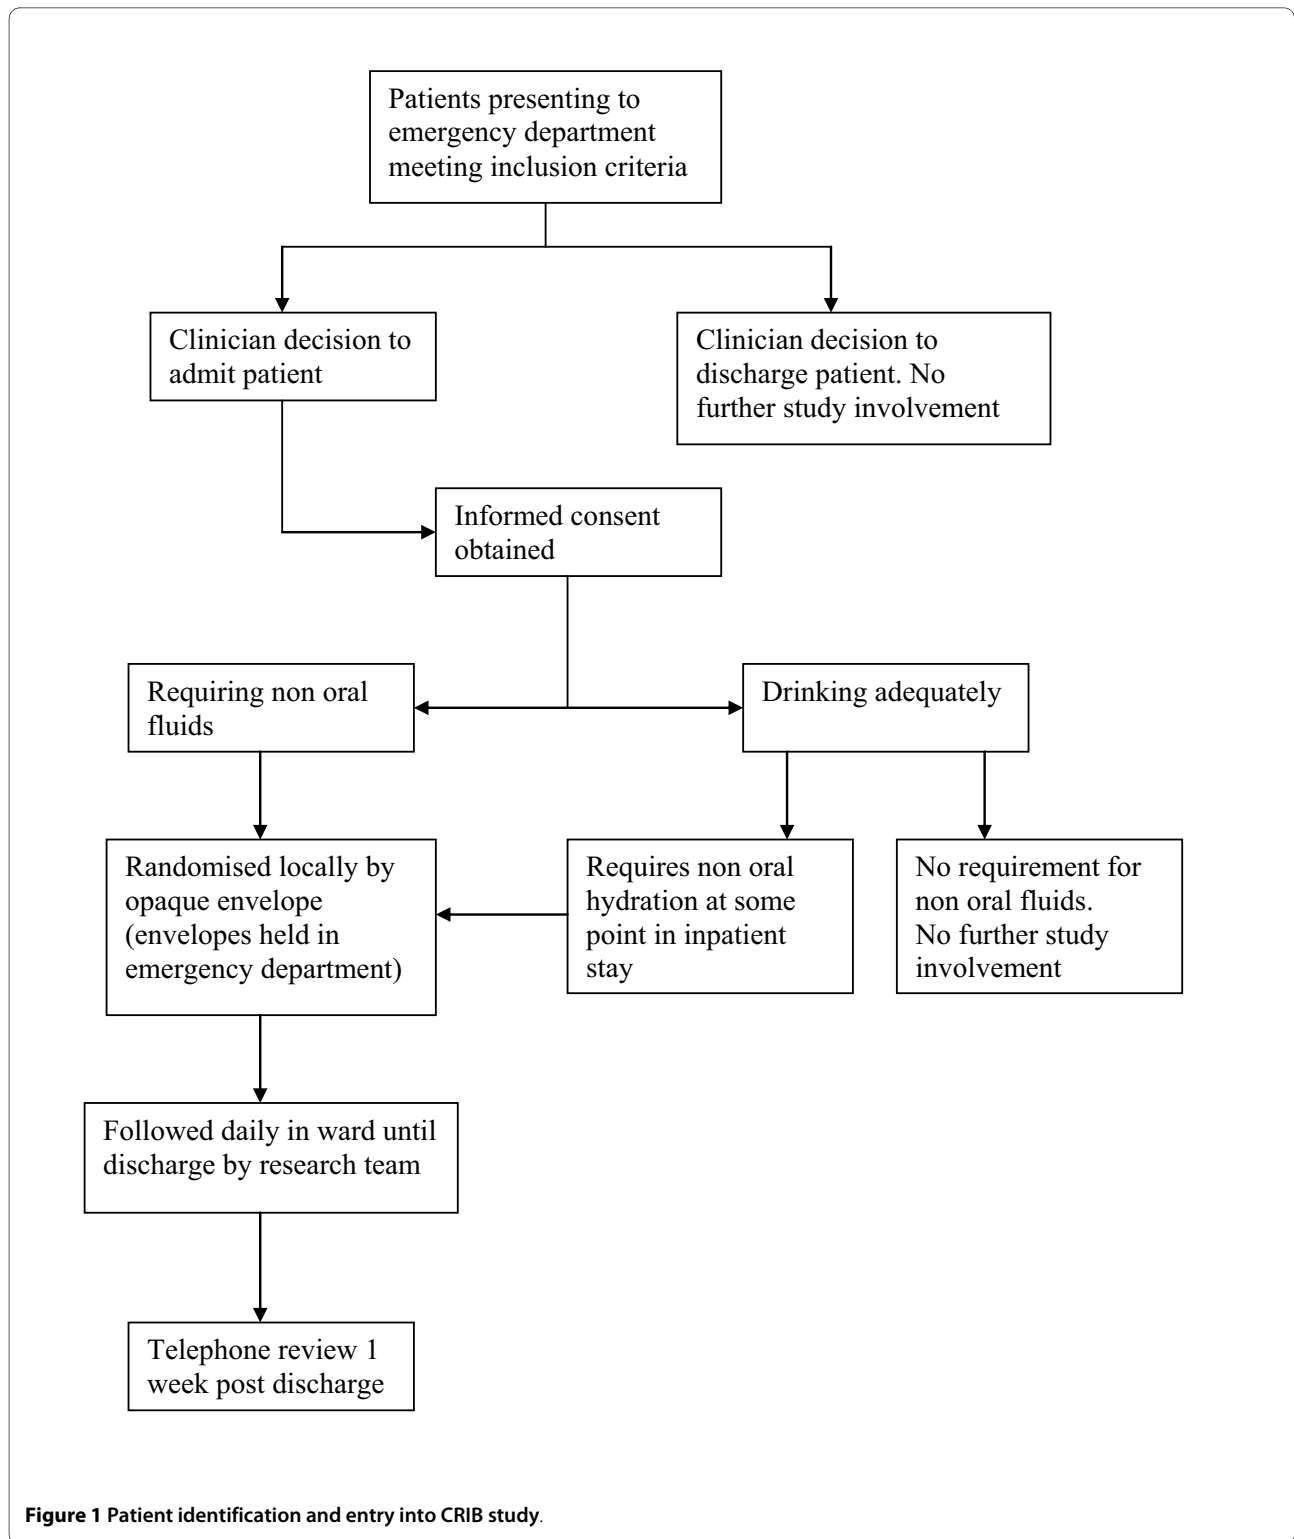 Patients presenting to
emergency department
meeting inclusion criteria
Clinician decision to
admit patient
Clinician decision to
discharge patient. No
further study involvement
Informed consent
obtained
Requiring non oral
fluids
Drinking adequately
Randomised locally by
opaque envelope
(envelopes held in
emergency department)
Requires non oral
hydration at some
point in inpatient
stay
No requirement for
non oral fluids.
No further study
involvement
Followed daily in ward until
discharge by research team
Telephone review 1
week post discharge
Figure 1 Patient identification and entry into CRIB study.